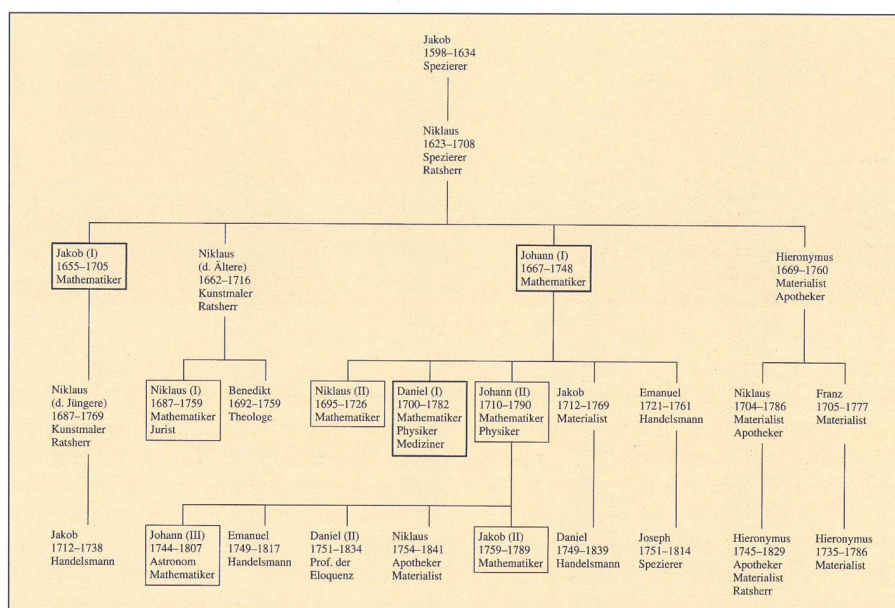 Jakob
1598–1634
Spezierer
Niklaus
1623–1708
Spezierer
Ratsherr
Jakob (I)
1655–1705
Mathematiker
Niklaus
(d. Ältere)
1662–1716
Kunstmaler
Ratsherr
Johann (I)
1667–1748
Mathematiker
Hieronymus
1669–1760
Materialist
Apotheker
Niklaus
(d. Jüngere)
1687–1769
Kunstmaler
Ratsherr
Niklaus (I)
1687–1759
Mathematiker
Jurist
Benedikt
1692–1759
Theologe
Niklaus (II)
1695–1726
Mathematiker
Daniel (I)
1700–1782
Mathematiker
Physiker
Mediziner
Johann (II)
1710–1790
Mathematiker
Physiker
Jakob
1712–1769
Materialist
Emanuel
1721–1761
Handelsmann
Niklaus
1704–1786
Materialist
Apotheker
Franz
1705–1777
Materialist
Jakob
1712–1738
Handelsmann
Johann (III)
1744–1807
Astronom
Mathematiker
Emanuel
1749–1817
Handelsmann
Daniel (II)
1751–1834
Prof. der
Eloquenz
Niklaus
1754–1841
Apotheker
Materialist
Jakob (II)
1759–1789
Mathematiker
Daniel
1749–1839
Handelsmann
Joseph
1751–1814
Spezierer
Hieronymus
1745–1829
Apotheker
Materialist
Ratsherr
Hieronymus
1735–1786
Materialist